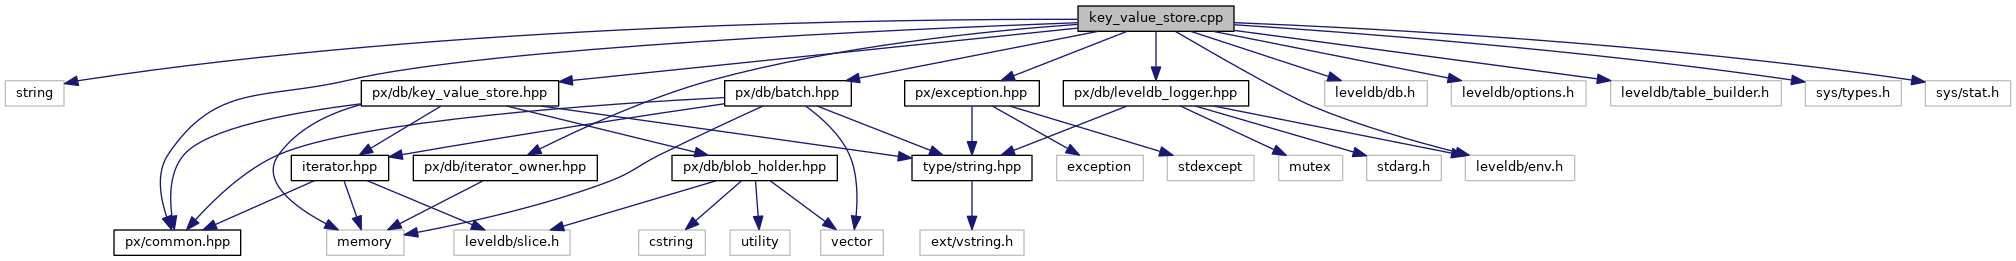 key_value_store.cpp
string
px/db/key_value_store.hpp
px/db/batch.hpp
px/exception.hpp
px/db/leveldb_logger.hpp
leveldb/db.h
leveldb/options.h
leveldb/table_builder.h
sys/types.h
sys/stat.h
iterator.hpp
px/db/iterator_owner.hpp
px/db/blob_holder.hpp
type/string.hpp
exception
stdexcept
mutex
stdarg.h
leveldb/env.h
px/common.hpp
memory
leveldb/slice.h
cstring
utility
vector
ext/vstring.h